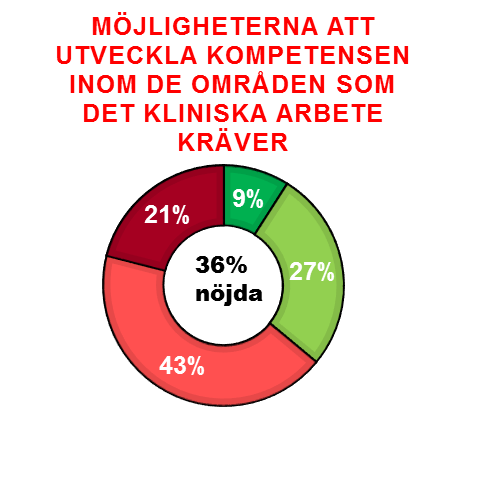 MÖJLIGHETERNA ATT
UTVECKLA KOMPETENSEN
INOM DE OMRÅDEN SOM
DET KLINISKA ARBETE
KRÄVER
9%
21%
36%
nöjda
27%
43%